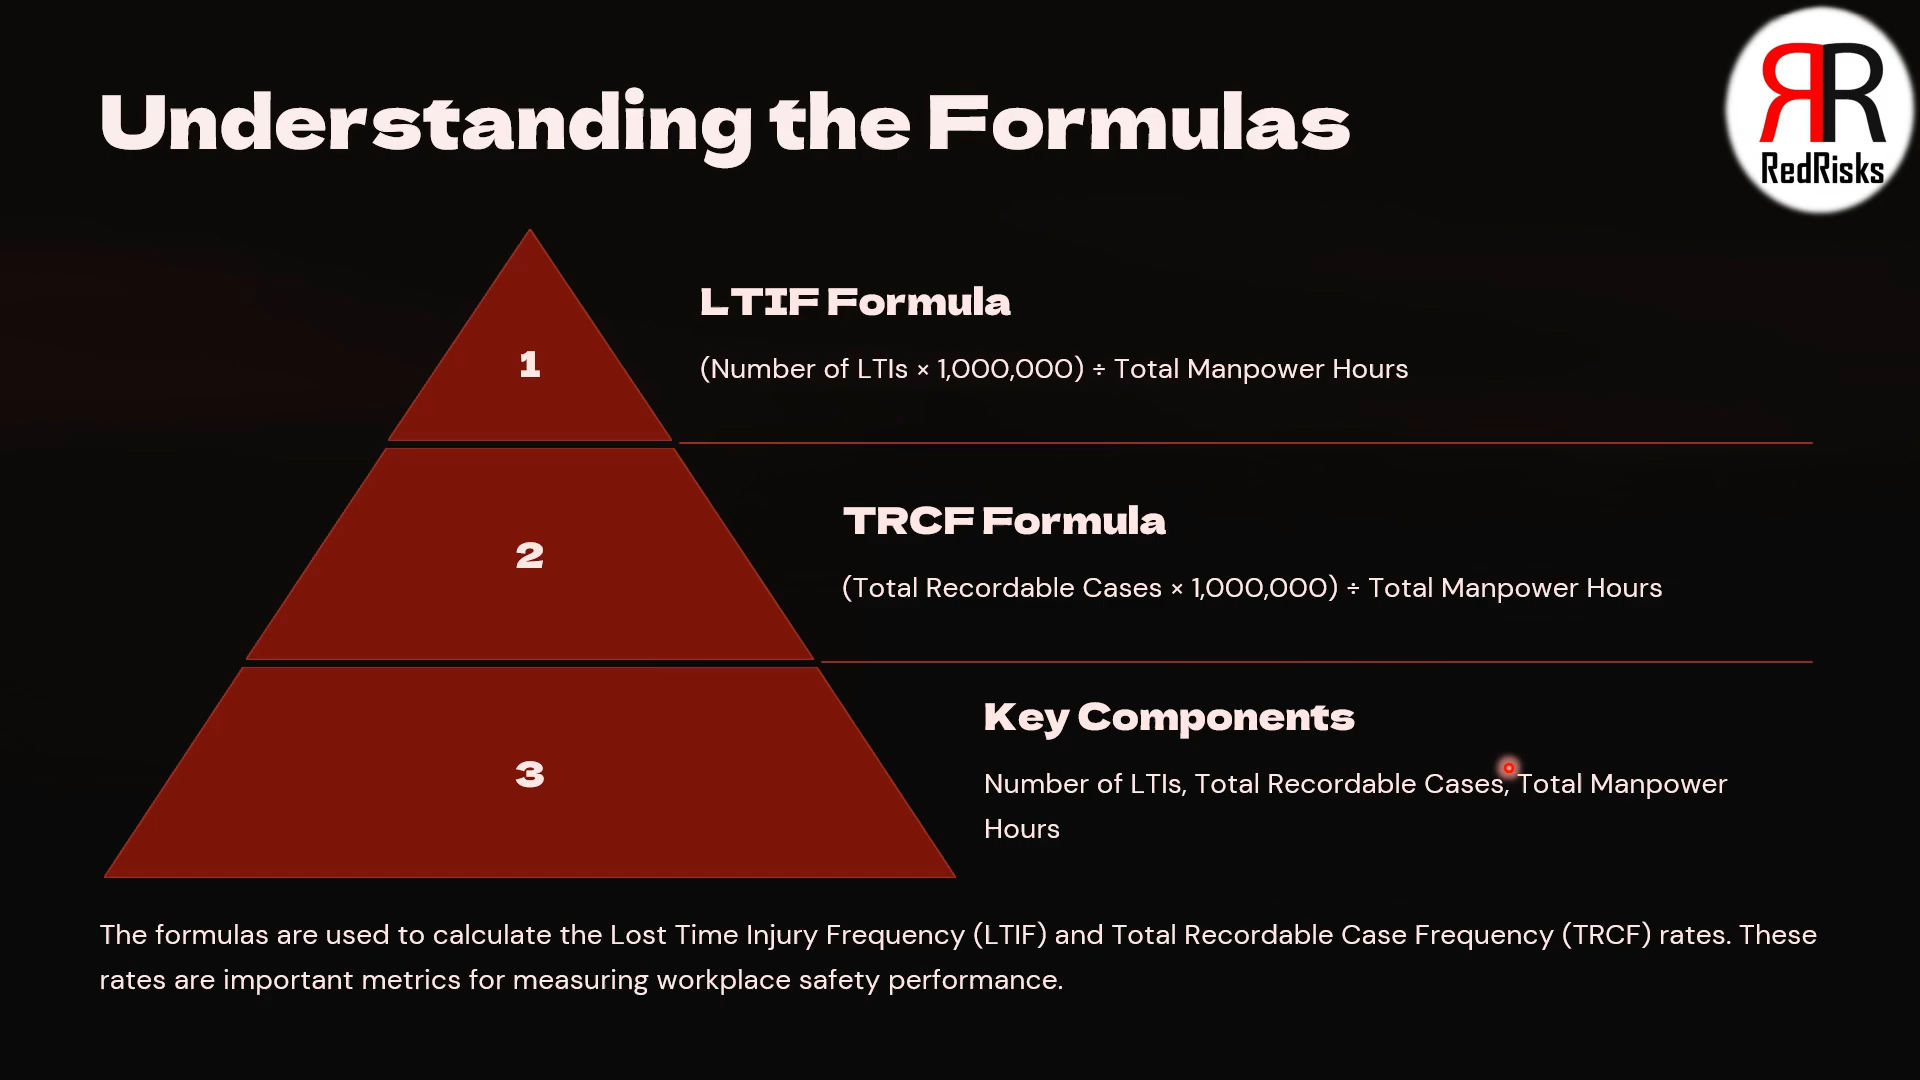 Understanding the Formulas
RR
RedRisks
1
LTIF Formula
(Number of LTIs × 1,000,000) ÷ Total Manpower Hours
2
TRCF Formula
(Total Recordable Cases × 1,000,000) ÷ Total Manpower Hours
3
Key Components
Number of LTIs, Total Recordable Cases, Total Manpower
Hours
The formulas are used to calculate the Lost Time Injury Frequency (LTIF) and Total Recordable Case Frequency (TRCF) rates. These
rates are important metrics for measuring workplace safety performance.